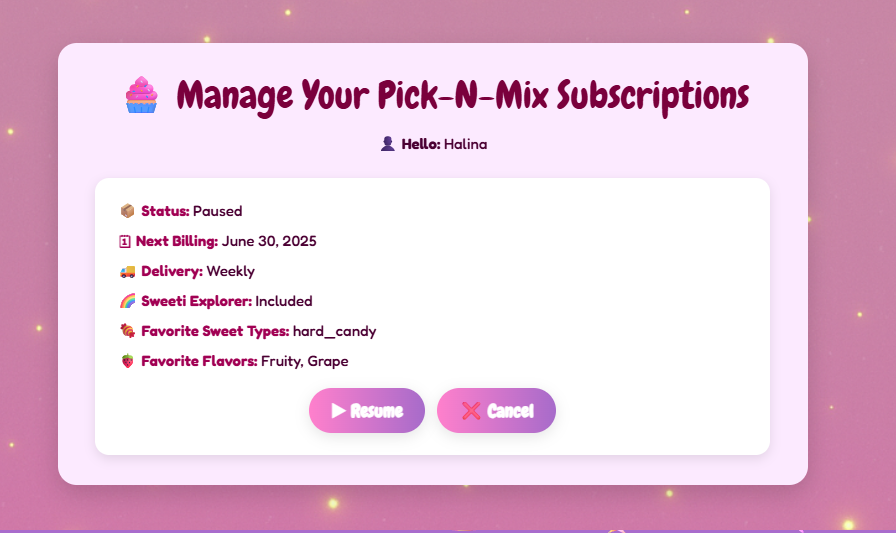 Manage Your Pick-N-Mix Subscriptions
Hello: Halina
Status: Paused
Next Billing: June 30, 2025
Delivery: Weekly
Sweeti Explorer: Included
Favorite Sweet Types: hard_candy
Favorite Flavors: Fruity, Grape
Resume
Cancel